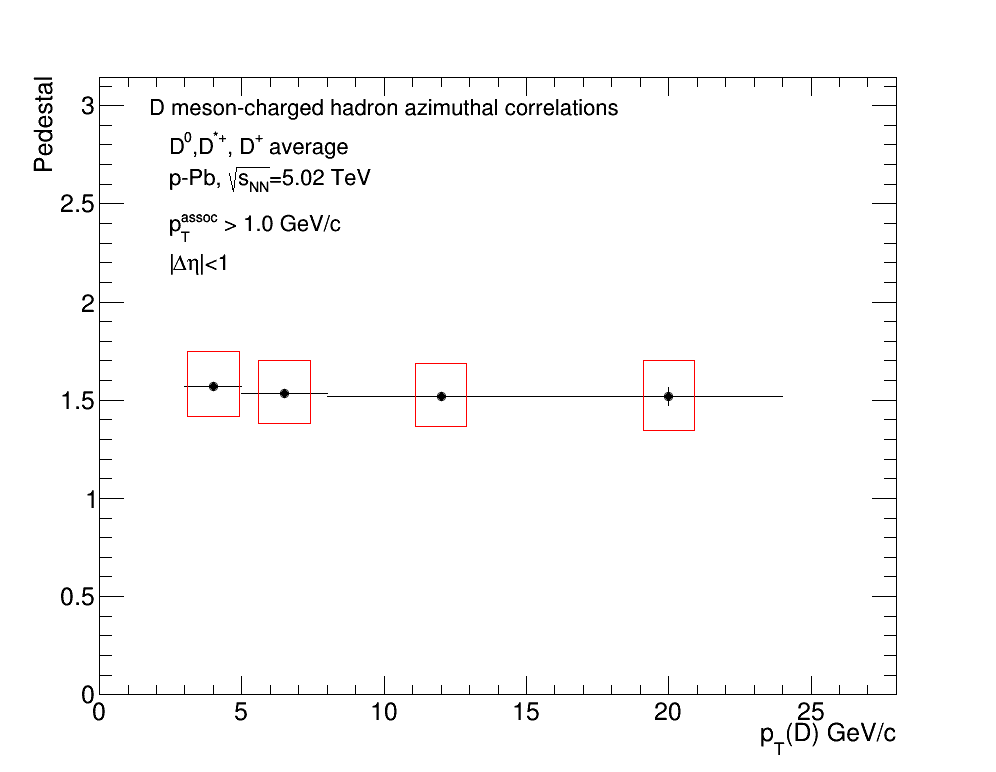 Pedestal
3
2.5
2
1.5
1
0.5
0
D meson-charged hadron azimuthal correlations
D⁰,D*⁺, D⁺ average
p-Pb, √s_NN=5.02 TeV
p_T^assoc > 1.0 GeV/c
|Δη|<1
0 5 10 15 20 25
p_T(D) GeV/c